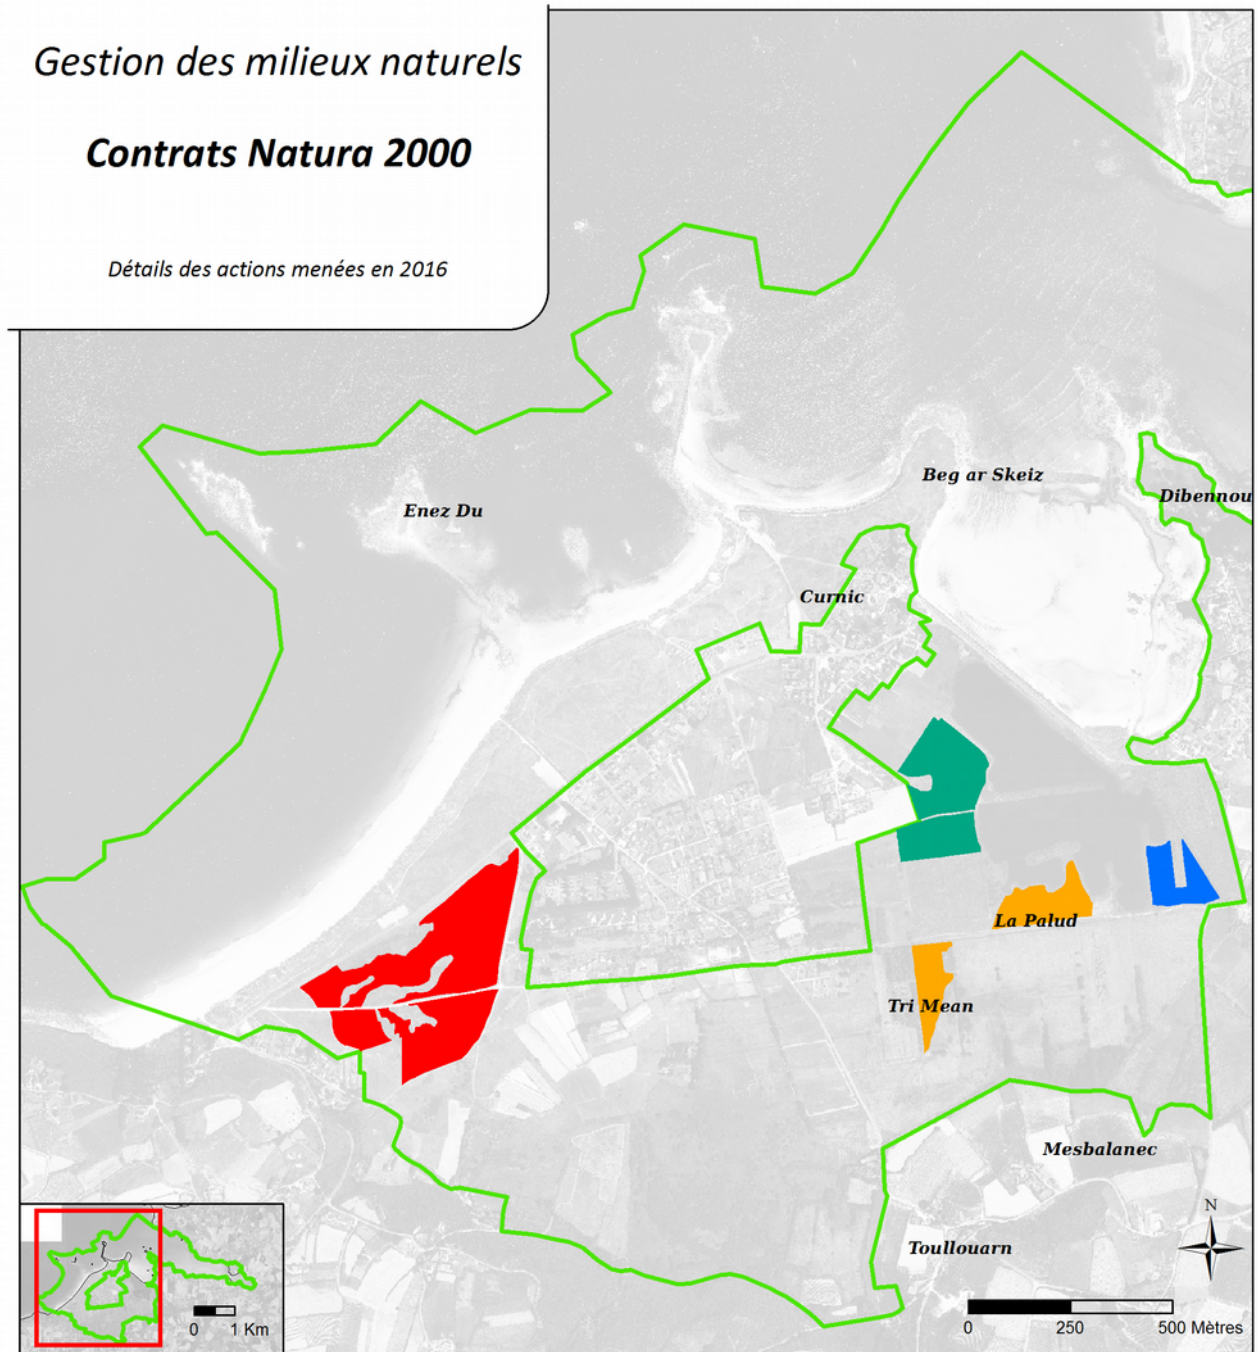 Gestion des milieux naturels
Contrats Natura 2000
Détails des actions menées en 2016
Beg ar Skeiz
Dibennou
Enez Du
Curnic
La Palud
Tri Mean
Mesbalanec
N
Toullouarn
0 1 Km
0 250 500 Mètres